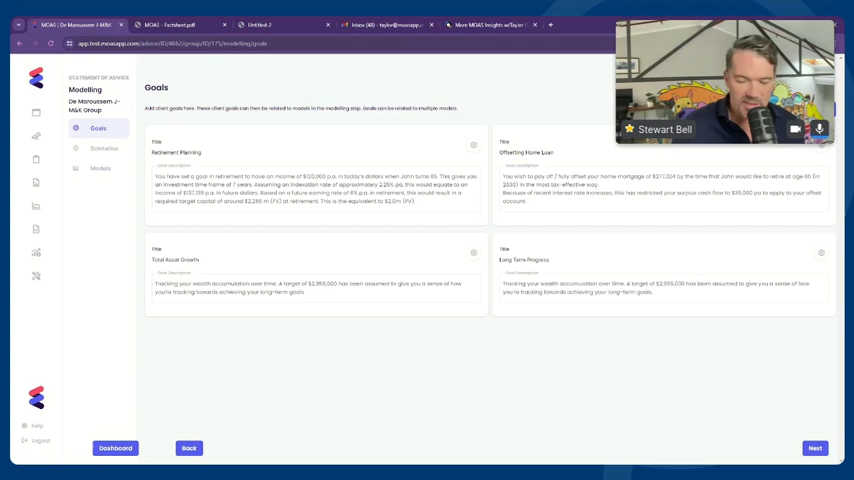 MOAS | De Maroussem J-M&K G
MOAS - Factsheet.pdf
Untitled-2
Inbox (48) - taylor@moasapp.c
More MOAS Insights w/Taylor
app.test.moasapp.com/advice/ID/4662/group/ID/175/modelling/goals
STATEMENT OF ADVICE
Modelling
De Maroussem J-
M&K Group
Goals
Scenarios
Models
Help
Logout
Goals
Add client goals here. These client goals can then be related to models in the modelling step. Goals can be related to multiple models.
Title
Retirement Planning
Goal Description
You have set a goal in retirement to have an income of $120,000 p.a. in today's dollars when John turns 65. This gives you
an investment time frame of 7 years. Assuming an indexation rate of approximately 2.25% pa, this would equate to an
income of $137,139 p.a. in future dollars. Based on a future earning rate of 6% p.a. in retirement, this would result in a
required target capital of around $2.286 m (FV) at retirement. This is the equivalent to $2.0m (PV)
Title
Offsetting Home Loan
Goal Description
You wish to pay off / fully offset your home mortgage of $277,324 by the time that John would like to retire at age 65 (in
2030) in the most tax-effective way.
Because of recent interest rate increases, this has restricted your surplus cash flow to $39,000 pa to apply to your offset
account.
Title
Total Asset Growth
Goal Description
Tracking your wealth accumulation over time. A target of $2,955,000 has been assumed to give you a sense of how
you're tracking towards achieving your long-term goals
Title
Long Term Progress
Goal Description
Tracking your wealth accumulation over time. A target of $2,955,000 has been assumed to give you a sense of how
you're tracking towards achieving your long-term goals.
Dashboard
Back
Next
Stewart Bell